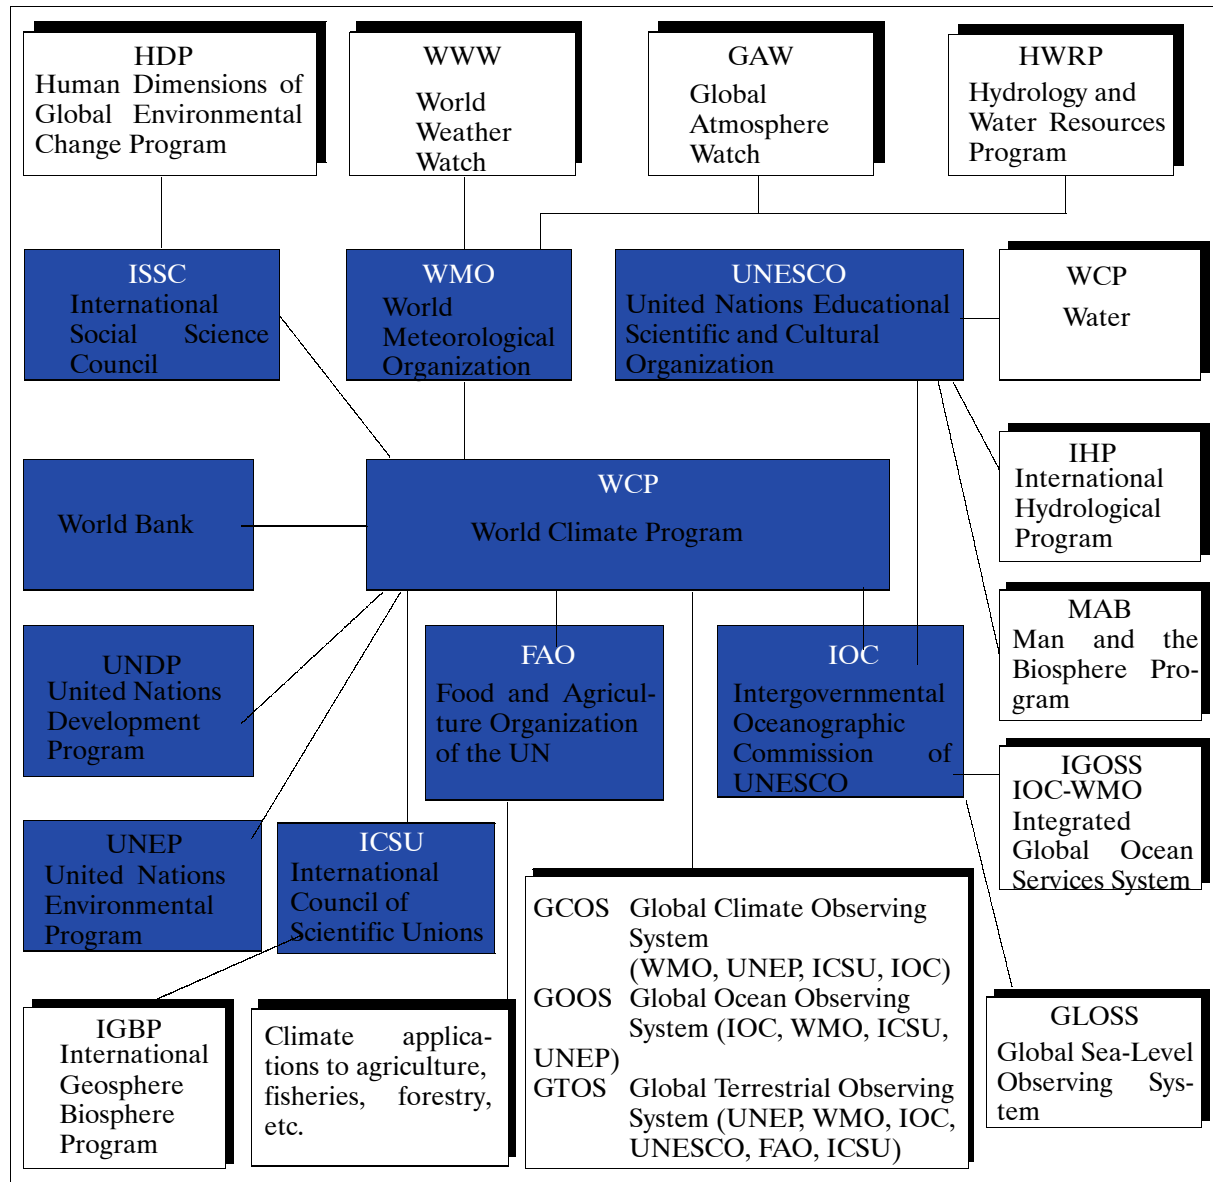 HDP
Human Dimensions of
Global Environmental
Change Program
WWW
World
Weather
Watch
GAW
Global
Atmosphere
Watch
HWRP
Hydrology and
Water Resources
Program
ISSC
International
Social Science
Council
WMO
World
Meteorological
Organization
UNESCO
United Nations Educational
Scientific and Cultural
Organization
WCP
Water
World Bank
WCP
World Climate Program
IHP
International
Hydrological
Program
UNDP
United Nations
Development
Program
FAO
Food and Agricul-
ture Organization
of the UN
IOC
Intergovernmental
Oceanographic
Commission of
UNESCO
MAB
Man and the
Biosphere Pro-
gram
IGOSS
IOC-WMO
Integrated
Global Ocean
Services System
UNEP
United Nations
Environmental
Program
ICSU
International
Council of
Scientific Unions
IGBP
International
Geosphere
Biosphere
Program
Climate applica-
tions to agriculture,
fisheries, forestry,
etc.
GCOS Global Climate Observing
System
(WMO, UNEP, ICSU, IOC)
GOOS Global Ocean Observing
System (IOC, WMO, ICSU,
UNEP)
GTOS Global Terrestrial Observing
System (UNEP, WMO, IOC,
UNESCO, FAO, ICSU)
GLOSS
Global Sea-Level
Observing Sys-
tem